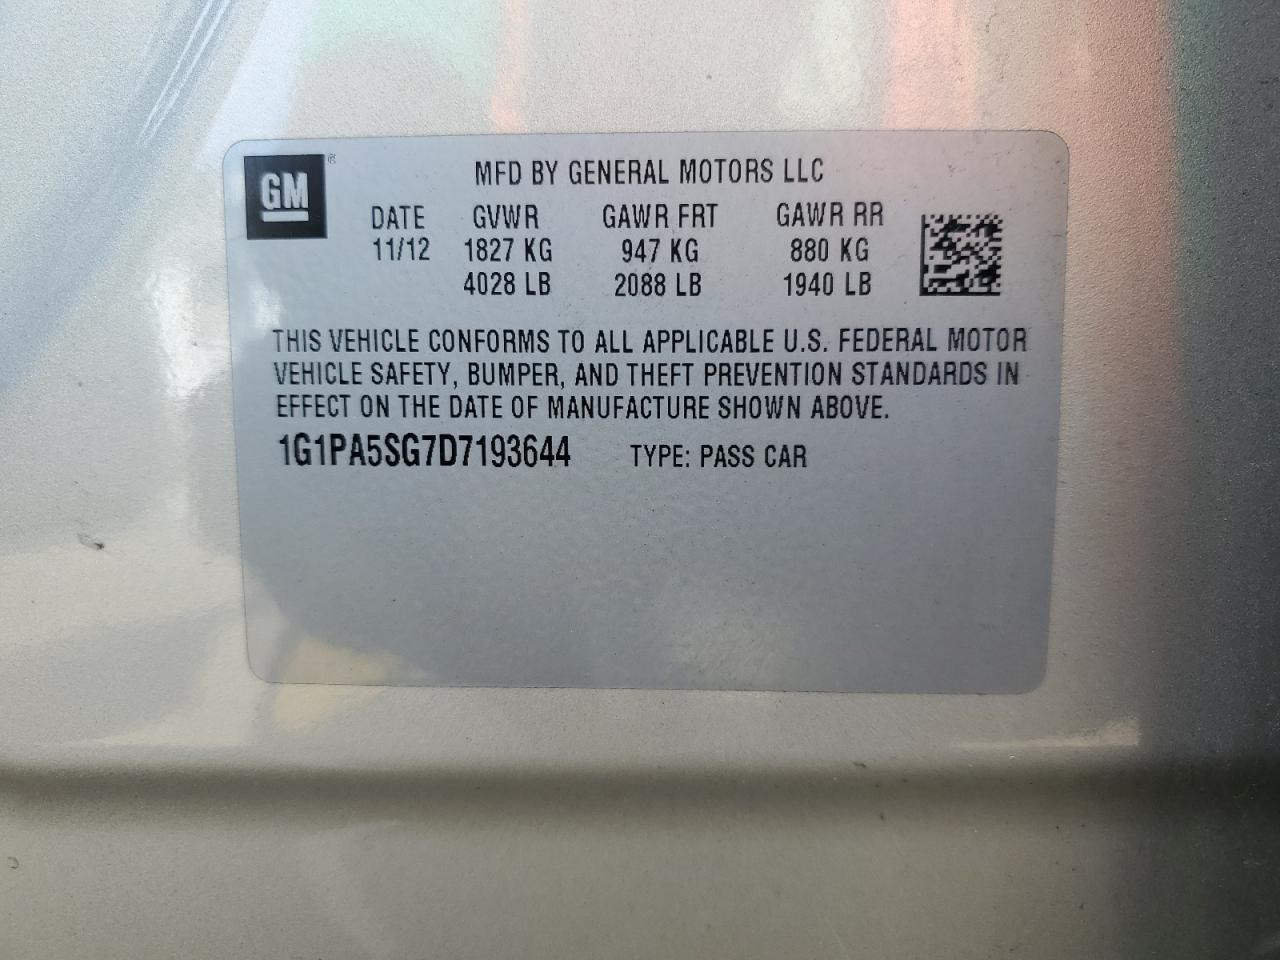 GM ®
MFD BY GENERAL MOTORS LLC
DATE GVWR GAWR FRT GAWR RR
11/12 1827 KG 947 KG 880 KG
4028 LB 2088 LB 1940 LB
THIS VEHICLE CONFORMS TO ALL APPLICABLE U.S. FEDERAL MOTOR
VEHICLE SAFETY, BUMPER, AND THEFT PREVENTION STANDARDS IN
EFFECT ON THE DATE OF MANUFACTURE SHOWN ABOVE.
1G1PA5SG7D7193644 TYPE: PASS CAR